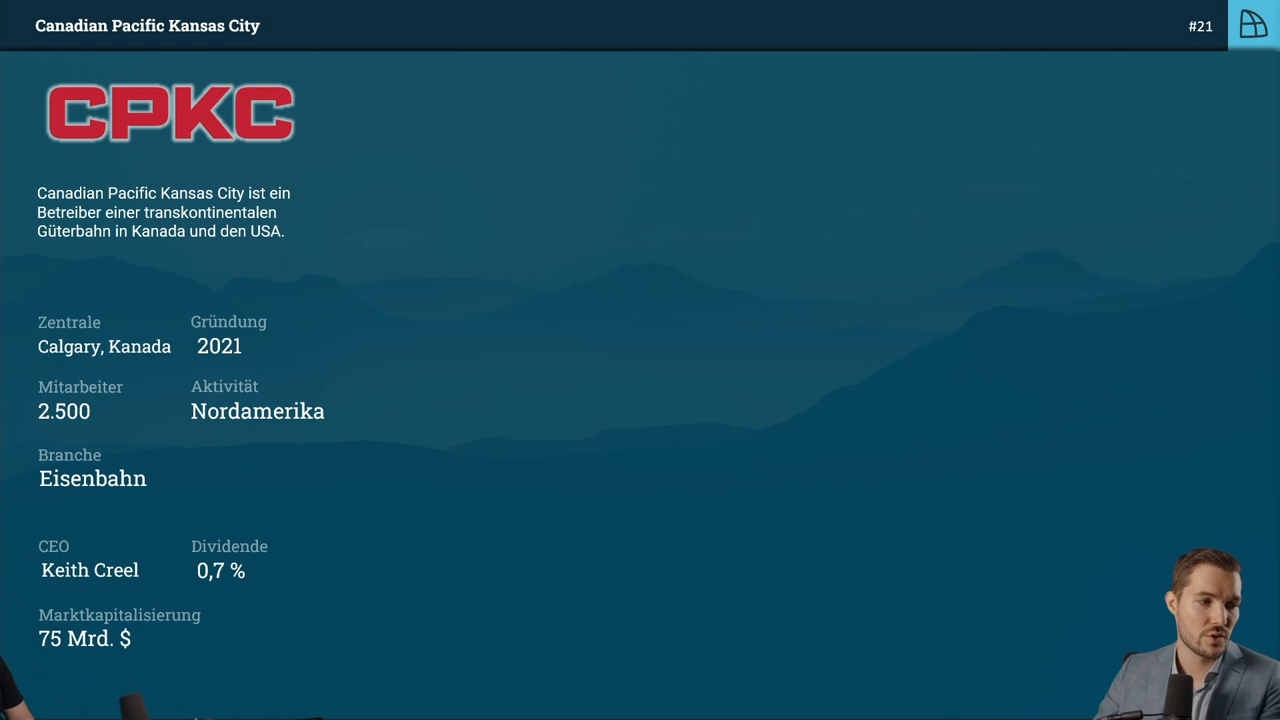 Canadian Pacific Kansas City
#21
CPKC
Canadian Pacific Kansas City ist ein
Betreiber einer transkontinentalen
Güterbahn in Kanada und den USA.
Zentrale
Gründung
Calgary, Kanada
2021
Mitarbeiter
Aktivität
2.500
Nordamerika
Branche
Eisenbahn
CEO
Dividende
Keith Creel
0,7 %
Marktkapitalisierung
75 Mrd. $